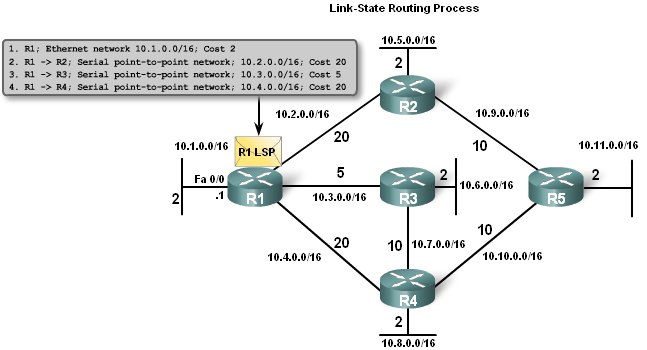 Link-State Routing Process
1. R1; Ethernet network 10.1.0.0/16; Cost 2
2. R1 -> R2; Serial point-to-point network; 10.2.0.0/16; Cost 20
3. R1 -> R3; Serial point-to-point network; 10.3.0.0/16; Cost 5
4. R1 -> R4; Serial point-to-point network; 10.4.0.0/16; Cost 20
10.5.0.0/16
2
R2
10.2.0.0/16
20
10.9.0.0/16
10
10.1.0.0/16
R1 LSP
10.11.0.0/16
Fa 0/0
.1
2
R1
5
10.3.0.0/16
R3
2
10.6.0.0/16
R5
2
20
10.4.0.0/16
10
10.7.0.0/16
10
10.10.0.0/16
R4
2
10.8.0.0/16